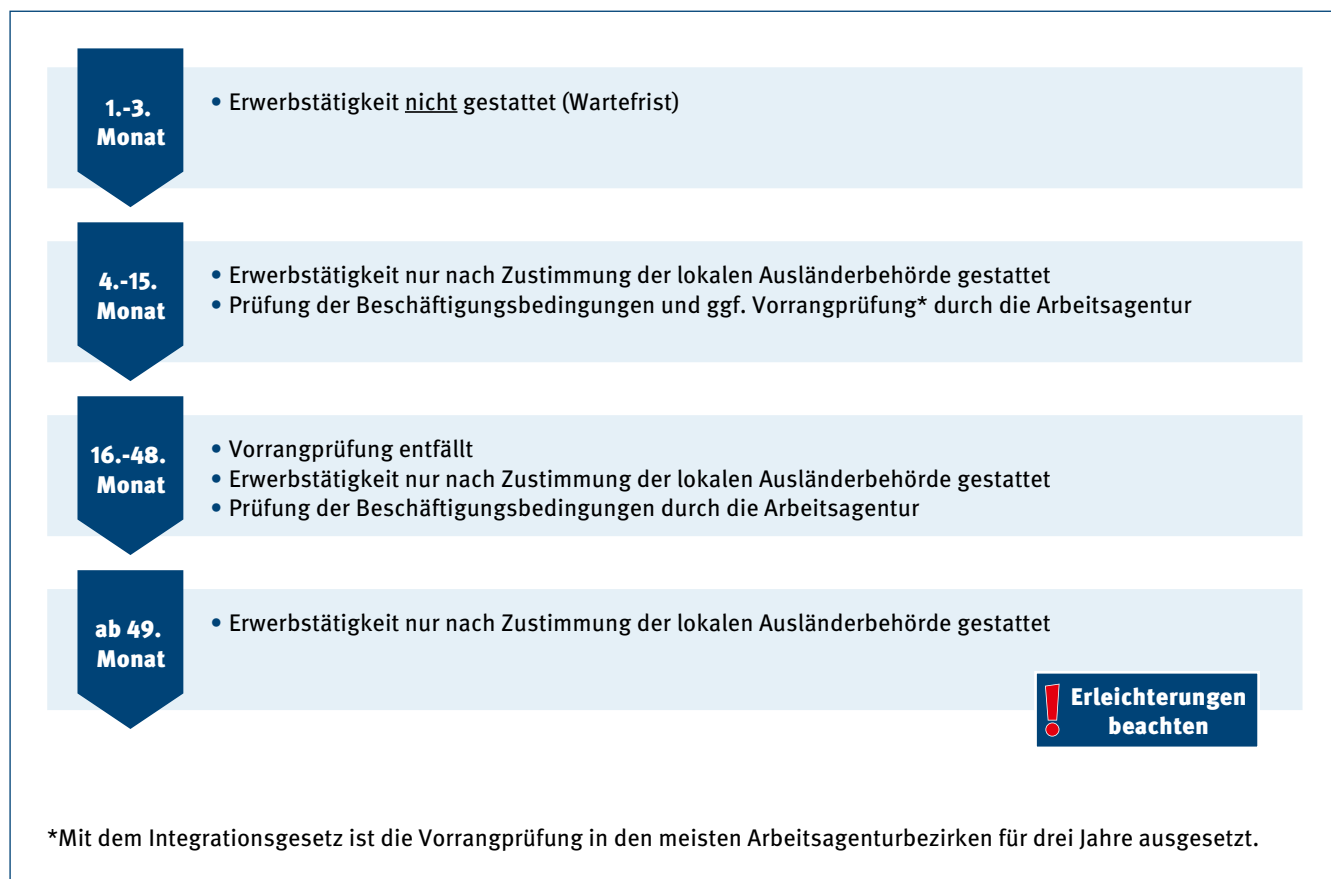 1.-3.
Monat
• Erwerbstätigkeit nicht gestattet (Wartefrist)
4.-15.
Monat
• Erwerbstätigkeit nur nach Zustimmung der lokalen Ausländerbehörde gestattet
• Prüfung der Beschäftigungsbedingungen und ggf. Vorrangprüfung* durch die Arbeitsagentur
16.-48.
Monat
• Vorrangprüfung entfällt
• Erwerbstätigkeit nur nach Zustimmung der lokalen Ausländerbehörde gestattet
• Prüfung der Beschäftigungsbedingungen durch die Arbeitsagentur
ab 49.
Monat
• Erwerbstätigkeit nur nach Zustimmung der lokalen Ausländerbehörde gestattet
! Erleichterungen
beachten
*Mit dem Integrationsgesetz ist die Vorrangprüfung in den meisten Arbeitsagenturbezirken für drei Jahre ausgesetzt.